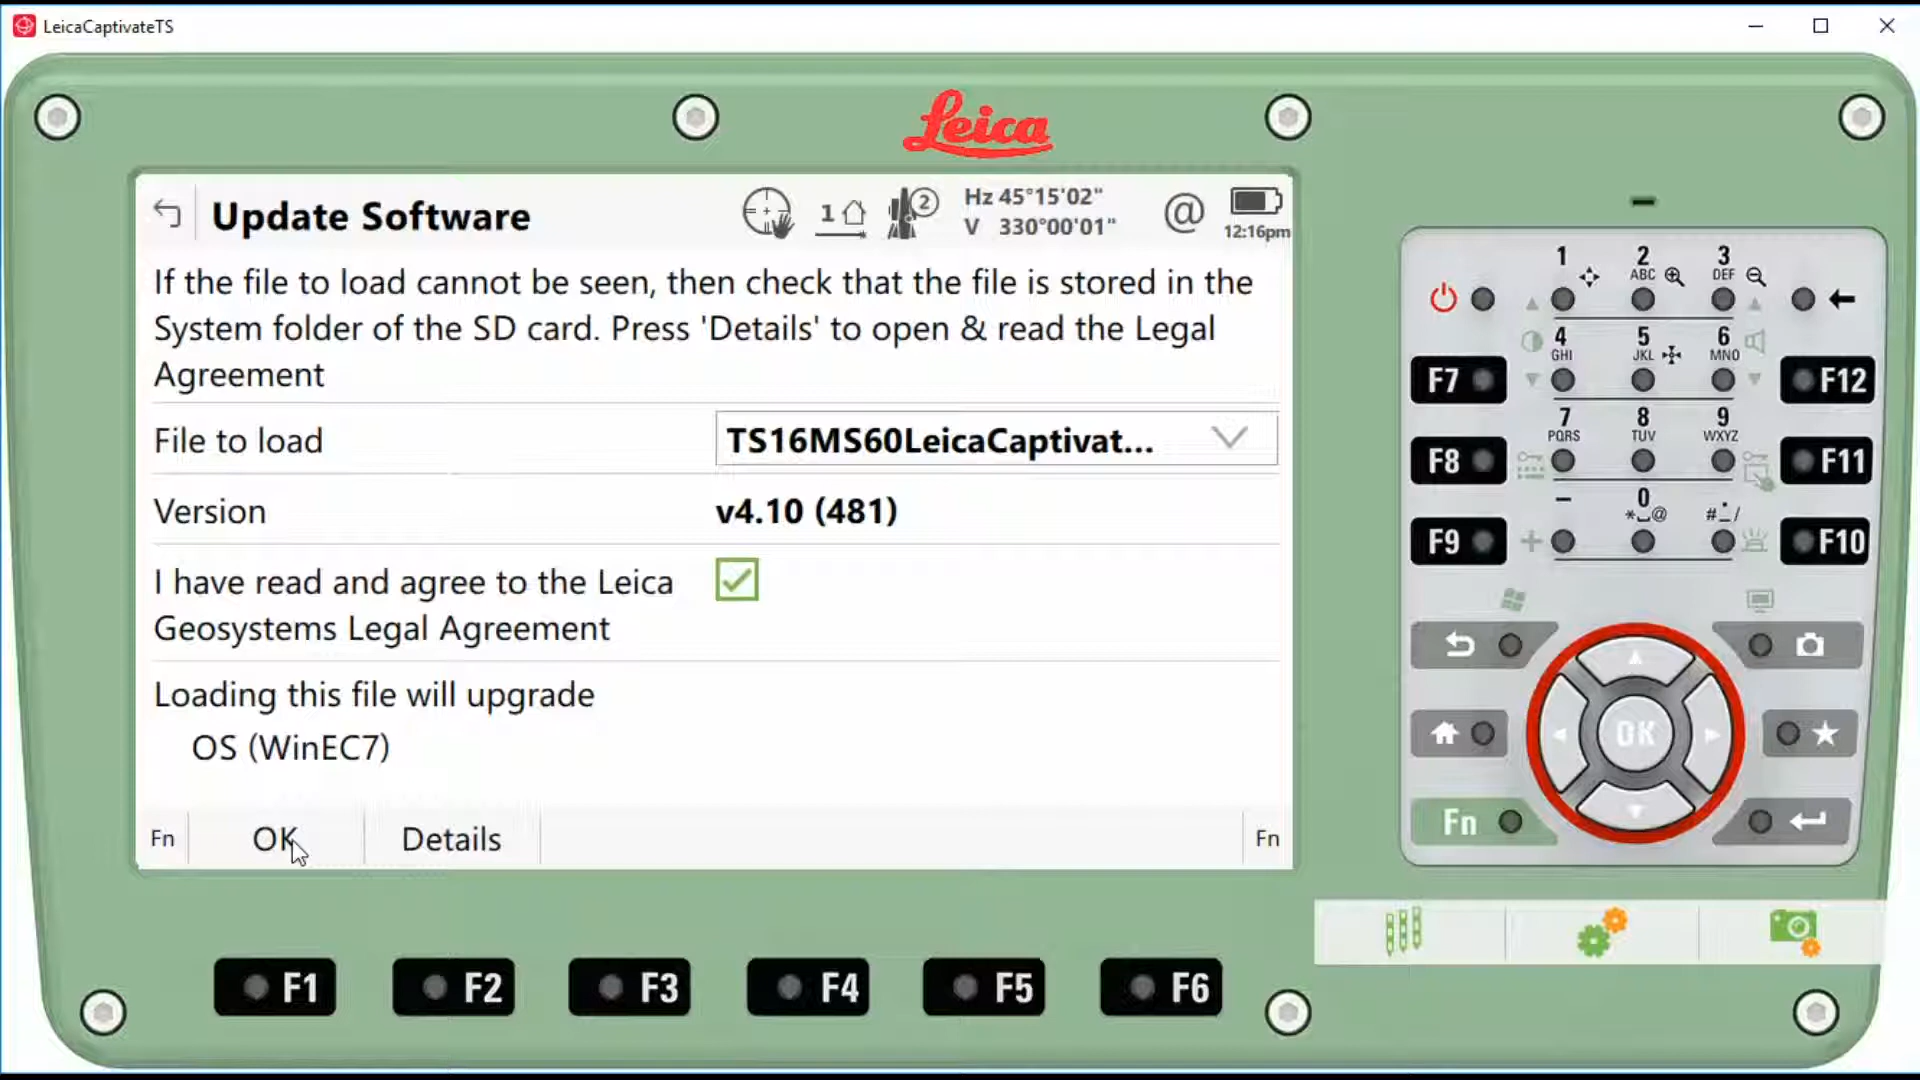 LeicaCaptivateTS
Leica
Update Software
1
2
Hz 45°15'02"
V 330°00'01"
@
12:16pm
If the file to load cannot be seen, then check that the file is stored in the
System folder of the SD card. Press 'Details' to open & read the Legal
Agreement
File to load
TS16MS60LeicaCaptivat...
Version
v4.10 (481)
I have read and agree to the Leica
Geosystems Legal Agreement
Loading this file will upgrade
OS (WinEC7)
Fn
OK
Details
Fn
F1
F2
F3
F4
F5
F6
1
2
3
ABC
DEF
4
5
6
GHI
JKL
MNO
F7
F12
7
8
9
PQRS
TUV
WXYZ
F8
F11
-
0
.
*⎵@
#_/
F9
+
F10
OK
Fn